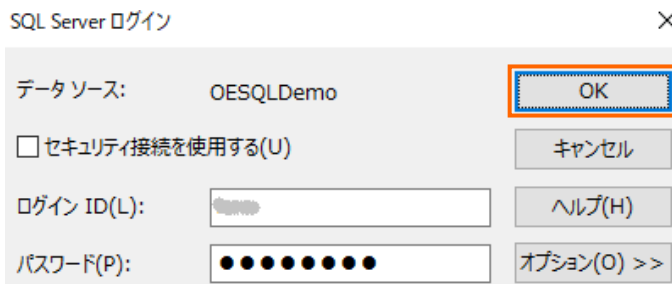 SQL Server ログイン
データ ソース: OESQLDemo OK
セキュリティ接続を使用する(U) キャンセル
ログイン ID(L): ヘルプ(H)
パスワード(P): ●●●●●●●● オプション(O) >>